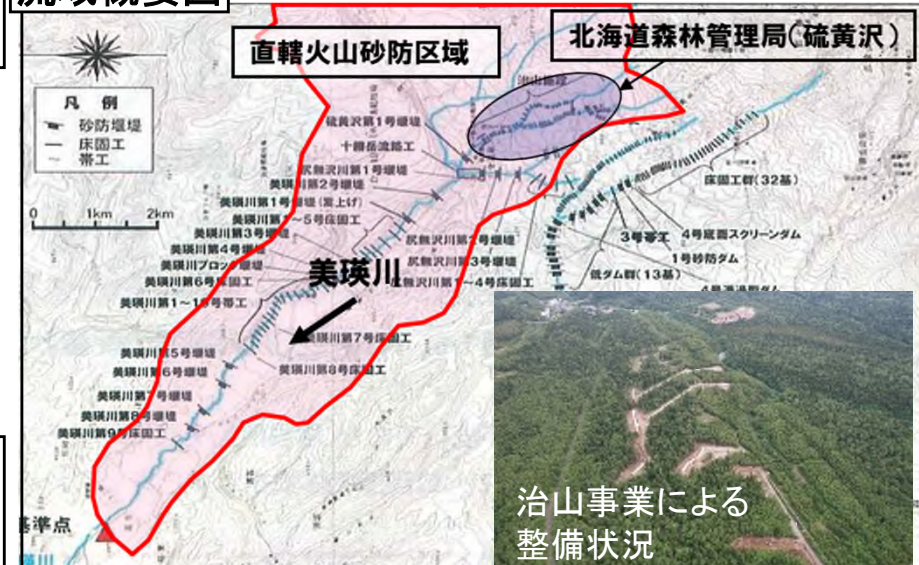 流域概要図
直轄火山砂防区域
北海道森林管理局(硫黄沢)
凡例
砂防堰堤
床固工
帯工
0 1km 2km
治山施設
硫黄沢第1号堰堤
十勝岳流路工
尻無沢川第1号堰堤
美瑛川第2号堰堤
美瑛川第1号堰堤(嵩上げ)
美瑛川第1~5号床固工
美瑛川第3号堰堤
美瑛川第4号堰堤
美瑛川ブロック堰堤
美瑛川第6号床固工
美瑛川第1~16号帯工
尻無沢川第2号堰堤
尻無沢川第3号堰堤
尻無沢川第1~4号床固工
美瑛川
美瑛川第7号床固工
美瑛川第8号床固工
美瑛川第5号堰堤
美瑛川第6号堰堤
美瑛川第7号堰堤
美瑛川第8号堰堤
美瑛川第9号床固工
床固工群(32基)
4号底面スクリーンダム
1号砂防ダム
低ダム群(13基)
基準点
治山事業による
整備状況